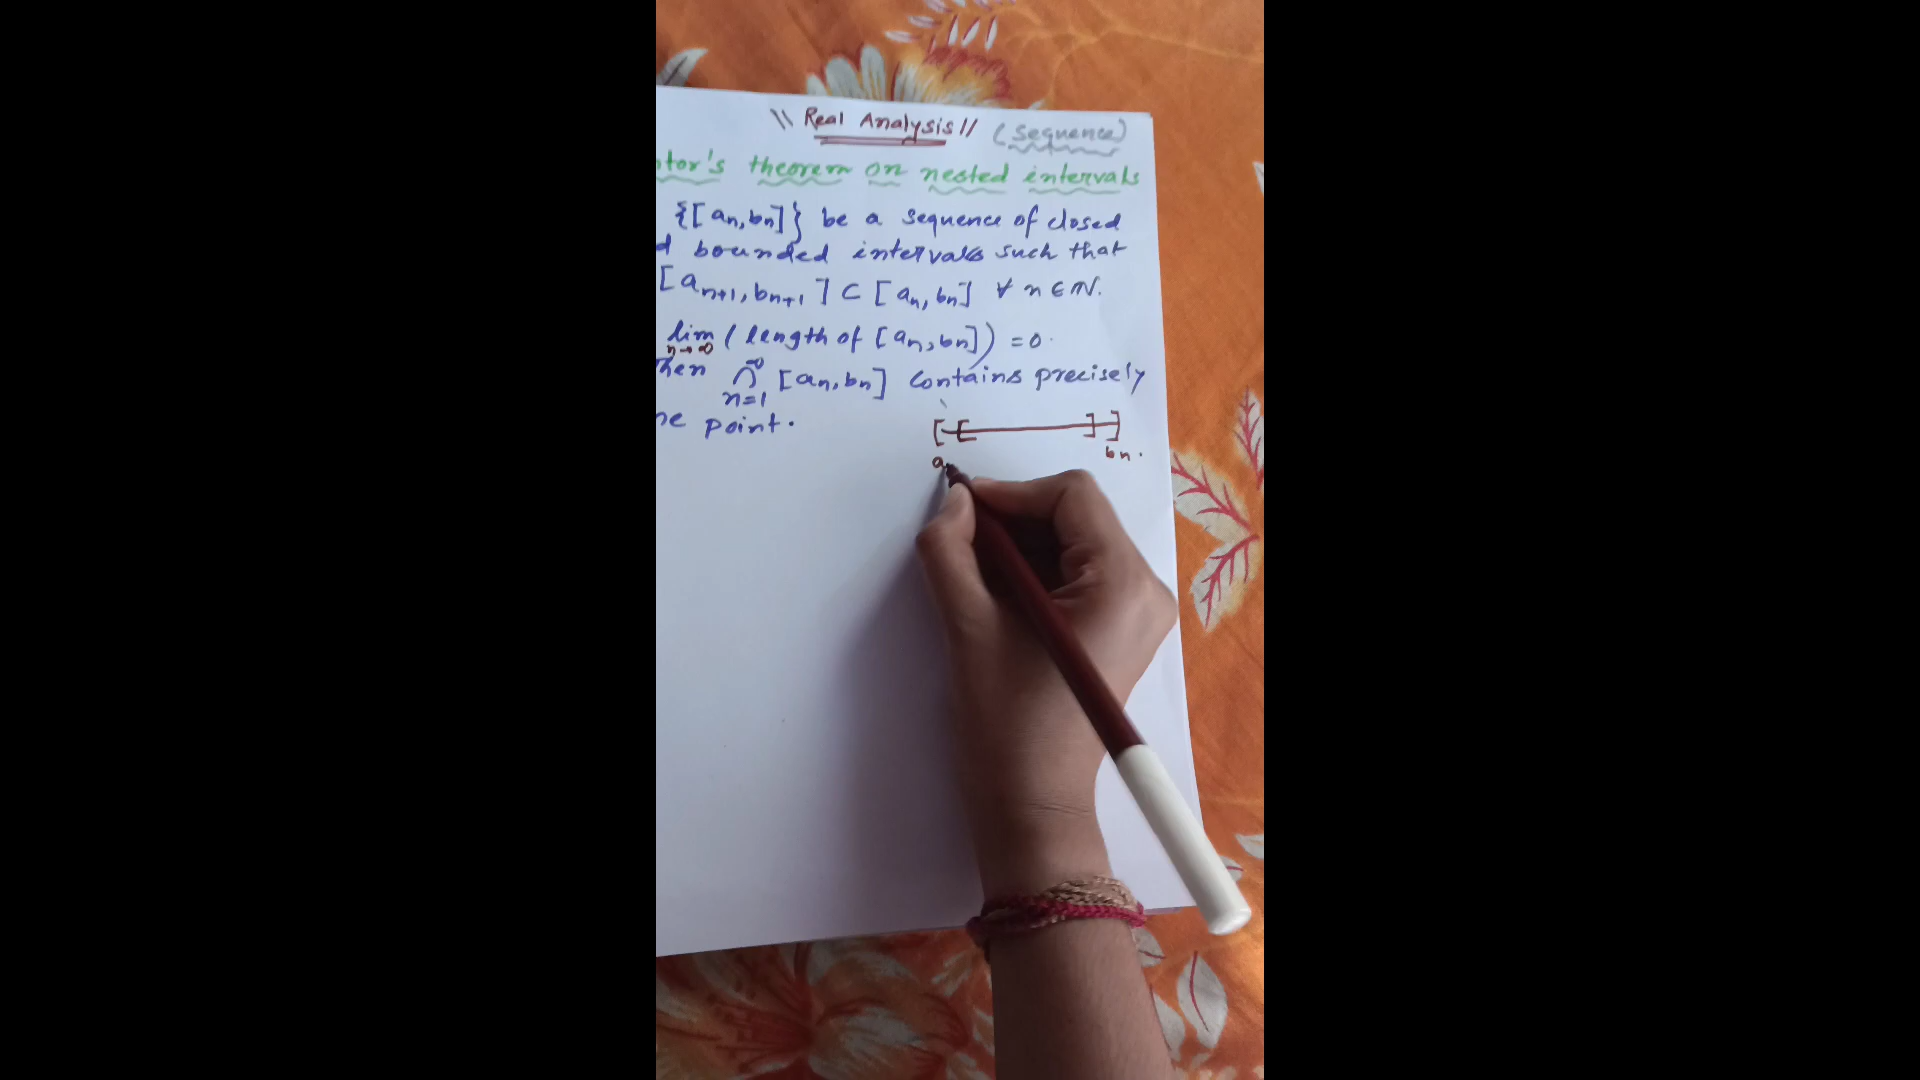 \\ Real Analysis // (Sequence)
tor's theorem on nested intervals
{[an, bn]} be a sequence of closed
d bounded intervals such that
[an+1, bn+1] ⊂ [an, bn] ∀ n ∈ N.
lim n→∞ (length of [an, bn]) = 0.
hen ∞ ∩ n=1 [an, bn] contains precisely
ne point.
[ [ ] ]
a bn.